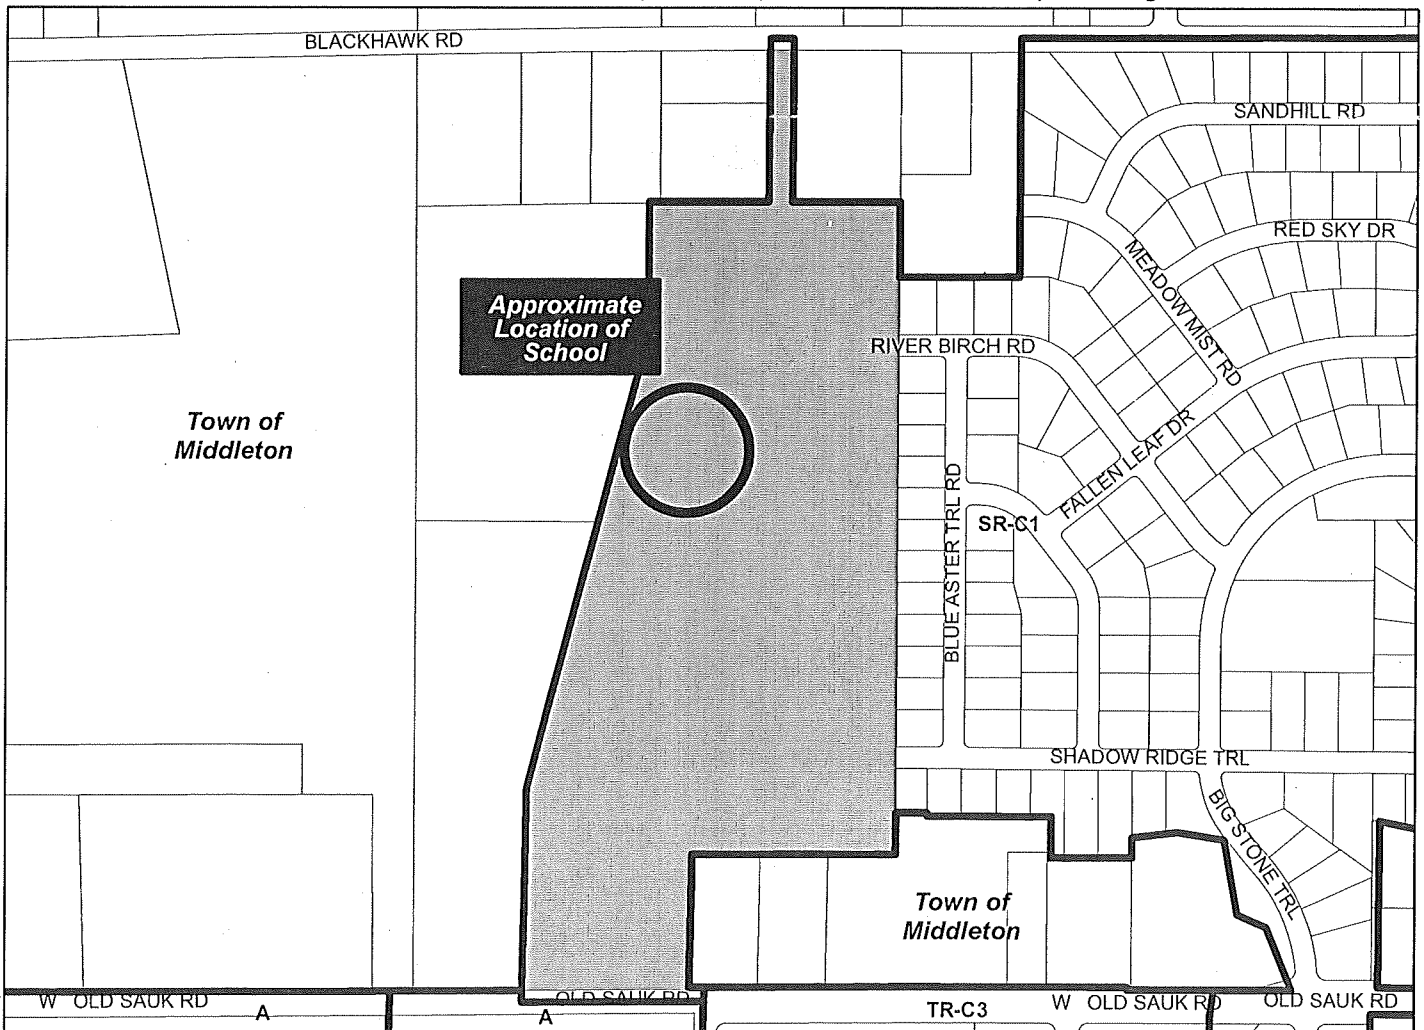 BLACKHAWK RD
SANDHILL RD
RED SKY DR
MEADOW MIST RD
Approximate
Location of
School
RIVER BIRCH RD
Town of
Middleton
FALLEN LEAF DR
BLUE ASTER TRL RD
SR-C1
SHADOW RIDGE TRL
BIG STONE TRL
Town of
Middleton
W OLD SAUK RD
A
OLD SAUK RD
A
TR-C3
W OLD SAUK RD
OLD SAUK RD